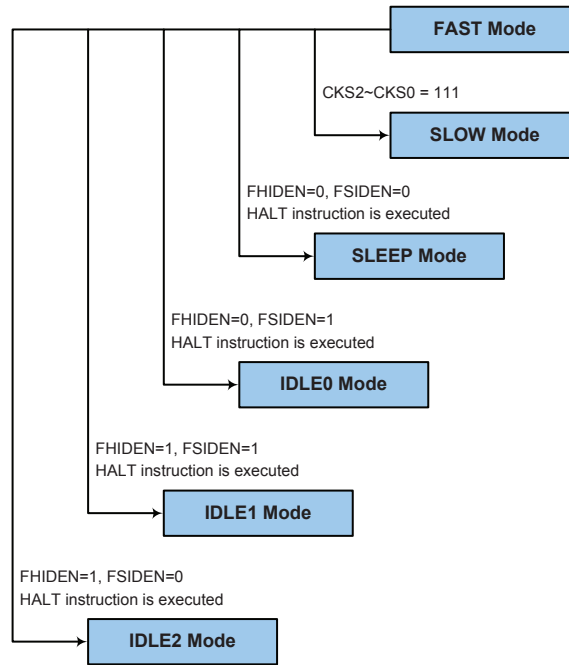 FAST Mode
CKS2~CKS0 = 111
SLOW Mode
FHIDEN=0, FSIDEN=0
HALT instruction is executed
SLEEP Mode
FHIDEN=0, FSIDEN=1
HALT instruction is executed
IDLE0 Mode
FHIDEN=1, FSIDEN=1
HALT instruction is executed
IDLE1 Mode
FHIDEN=1, FSIDEN=0
HALT instruction is executed
IDLE2 Mode